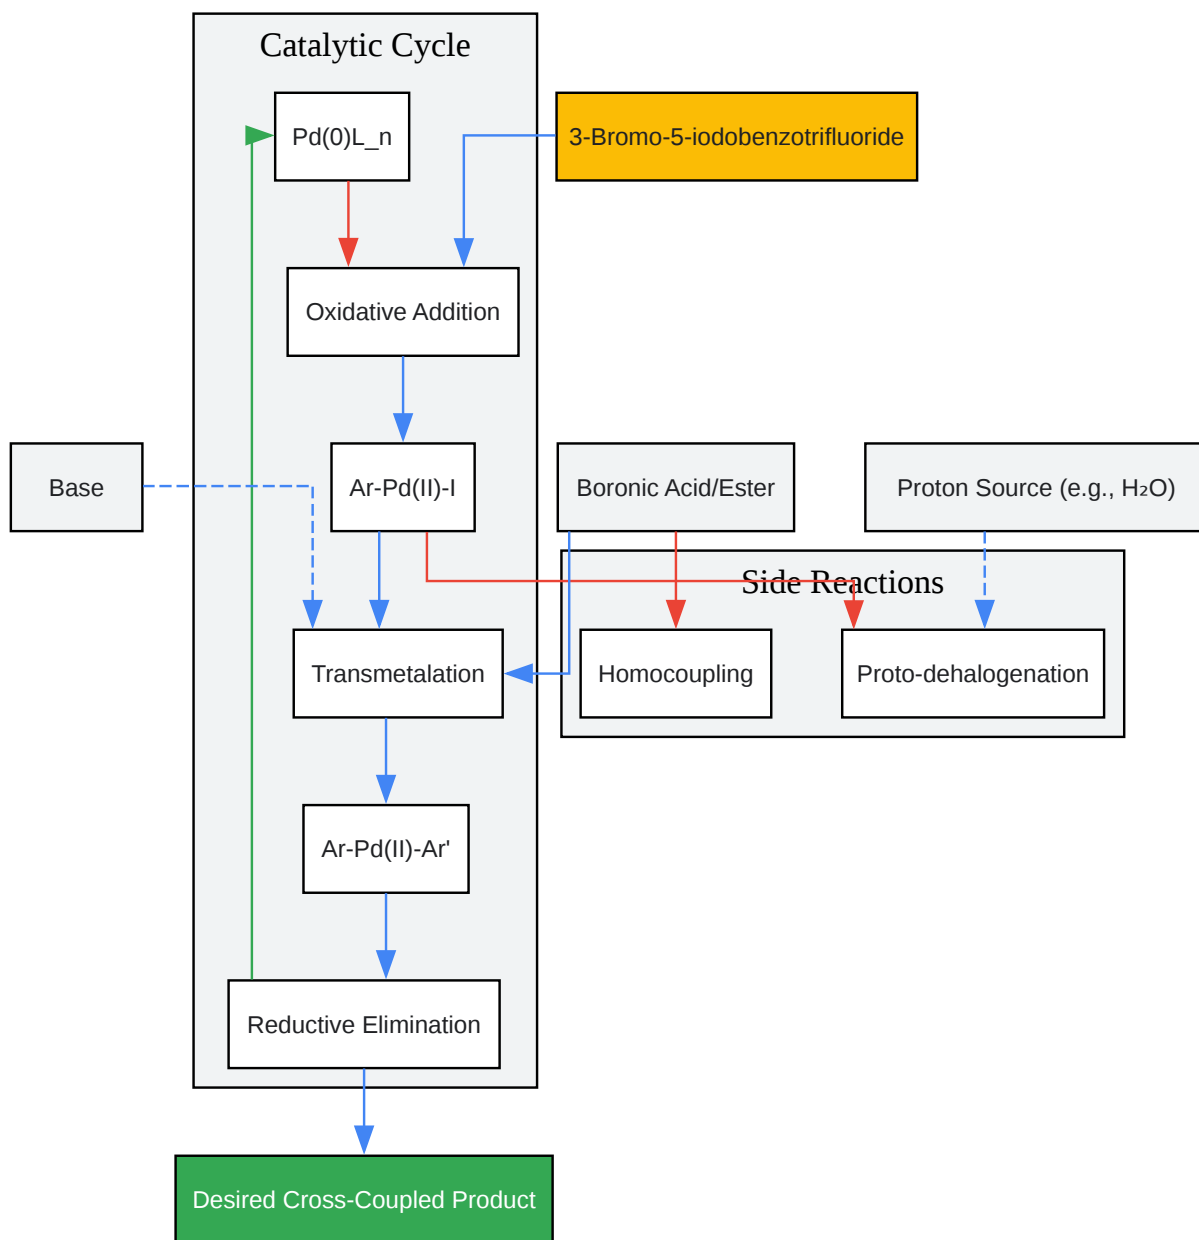 Catalytic Cycle
Pd(0)L_n
3-Bromo-5-iodobenzotrifluoride
Oxidative Addition
Base
Ar-Pd(II)-I
Boronic Acid/Ester
Proton Source (e.g., H₂O)
Side Reactions
Transmetalation
Homocoupling
Proto-dehalogenation
Ar-Pd(II)-Ar'
Reductive Elimination
Desired Cross-Coupled Product